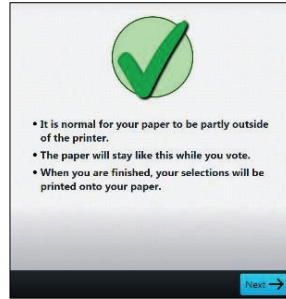 • It is normal for your paper to be partly outside
of the printer.
• The paper will stay like this while you vote.
• When you are finished, your selections will be
printed onto your paper.
Next →